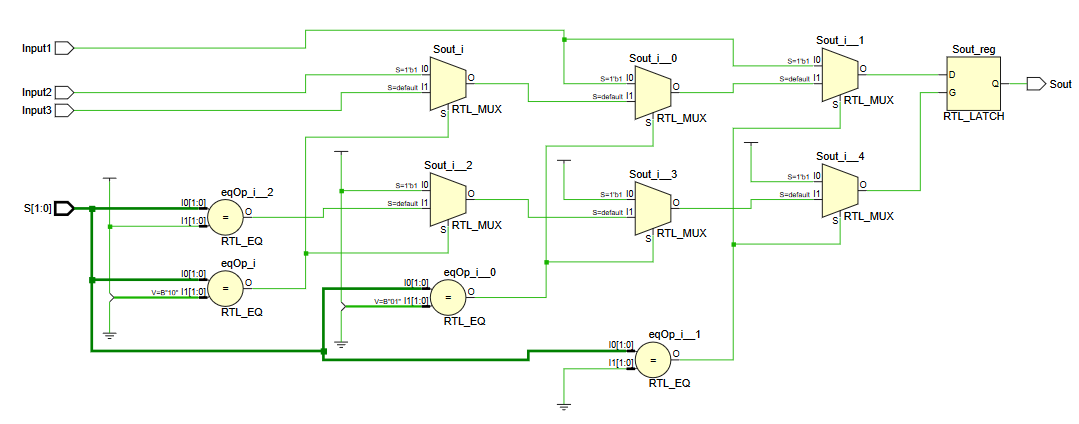 Input1
Input2
Input3
S[1:0]
Sout_i
S=1'b1 I0
S=default I1
O
S
RTL_MUX
Sout_i__0
S=1'b1 I0
S=default I1
O
S
RTL_MUX
Sout_i__1
S=1'b1 I0
S=default I1
O
S
RTL_MUX
Sout_reg
D
G
Q
RTL_LATCH
Sout
eqOp_i__2
I0[1:0]
I1[1:0]
=
O
RTL_EQ
Sout_i__2
S=1'b1 I0
S=default I1
O
S
RTL_MUX
Sout_i__3
S=1'b1 I0
S=default I1
O
S
RTL_MUX
Sout_i__4
S=1'b1 I0
S=default I1
O
S
RTL_MUX
eqOp_i
I0[1:0]
V=B"10" I1[1:0]
=
O
RTL_EQ
eqOp_i__0
I0[1:0]
V=B"01" I1[1:0]
=
O
RTL_EQ
eqOp_i__1
I0[1:0]
I1[1:0]
=
O
RTL_EQ